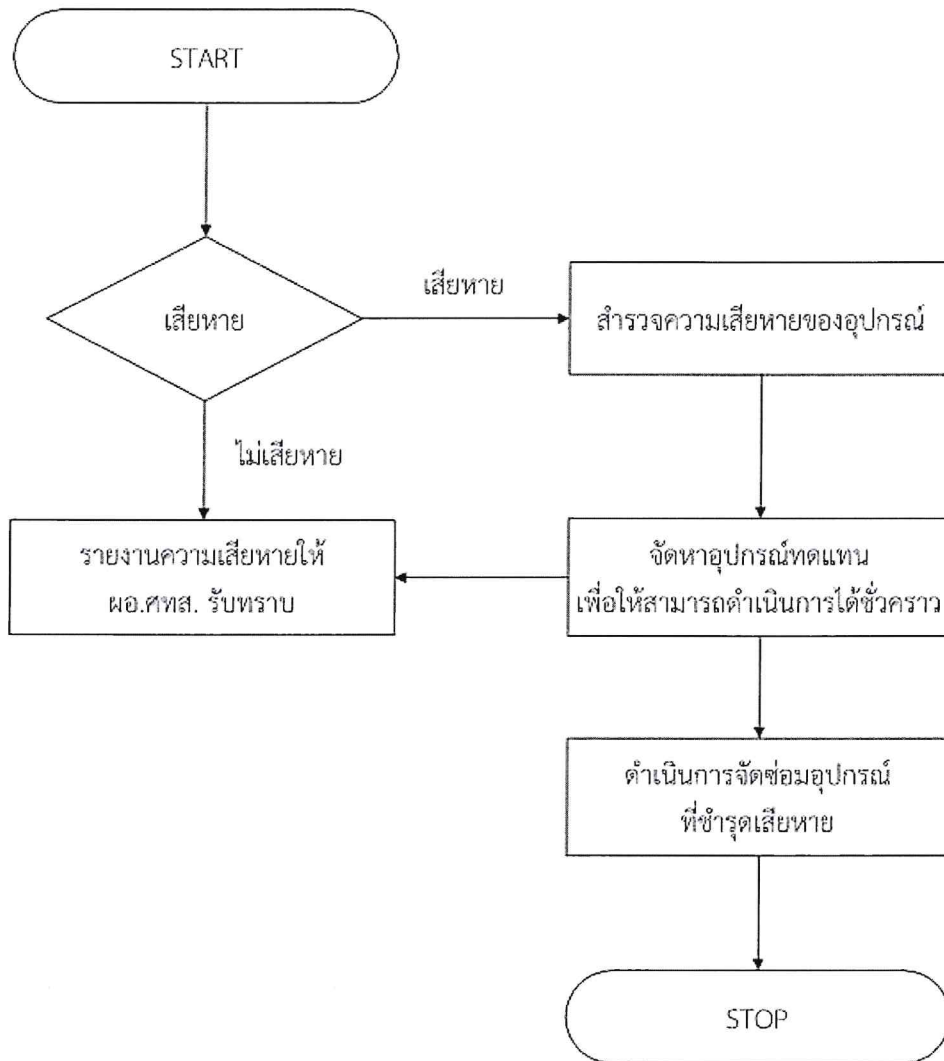 START
เสียหาย
เสียหาย
สำรวจความเสียหายของอุปกรณ์
ไม่เสียหาย
รายงานความเสียหายให้
ผอ.ศทส. รับทราบ
จัดหาอุปกรณ์ทดแทน
เพื่อให้สามารถดำเนินการได้ชั่วคราว
ดำเนินการจัดซ่อมอุปกรณ์
ที่ชำรุดเสียหาย
STOP